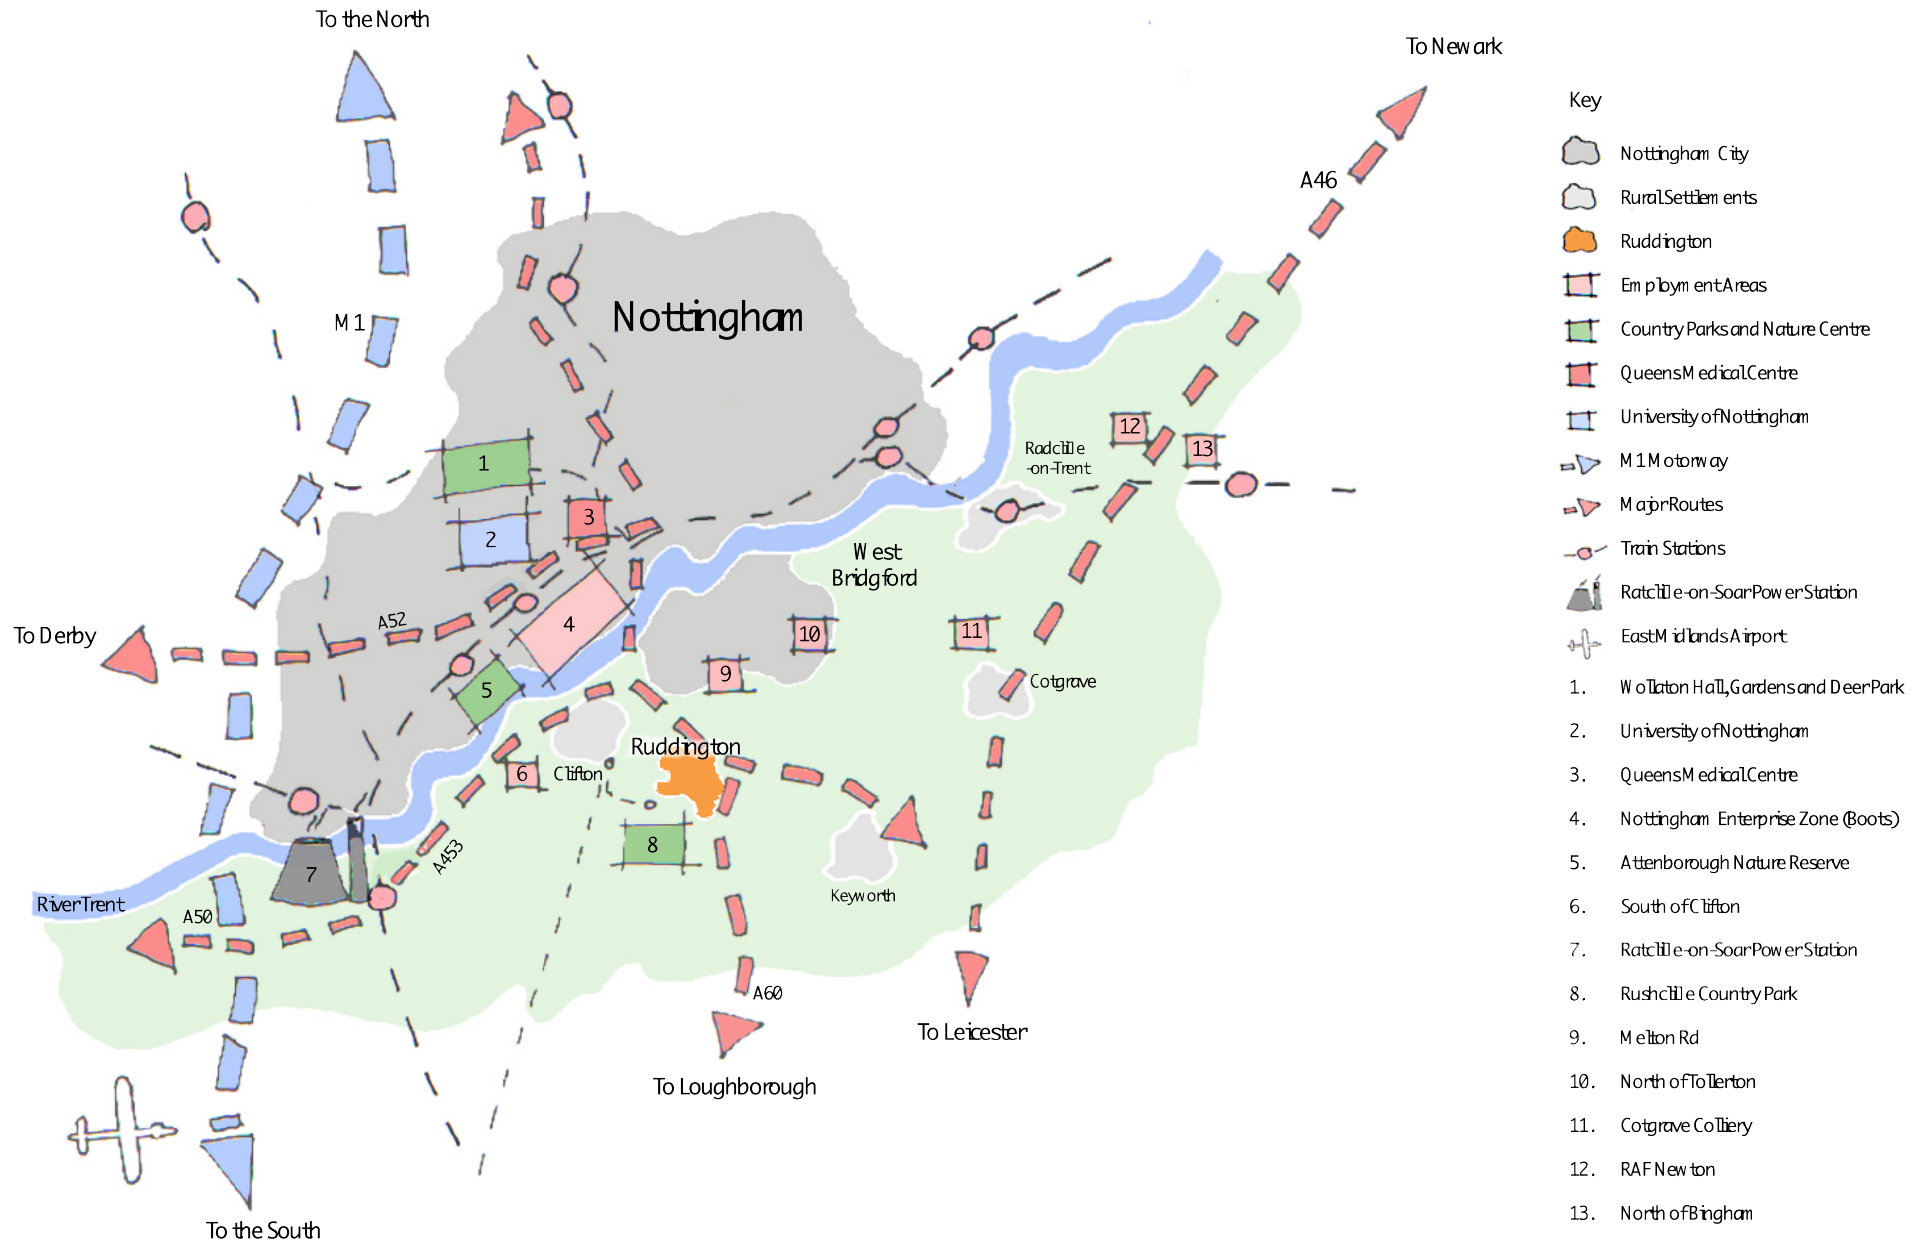 To the North
To Newark
A46
M1
Nottingham
1
2
3
4
5
A52
To Derby
Radcliffe
-on-Trent
12
13
West
Bridgford
10
11
9
Cotgrave
Ruddington
Clifton
6
8
7
A453
Keyworth
River Trent
A50
A60
To Leicester
To Loughborough
To the South
Key
Nottingham City
Rural Settlements
Ruddington
Employment Areas
Country Parks and Nature Centre
Queens Medical Centre
University of Nottingham
M1 Motorway
Major Routes
Train Stations
Ratcliffe-on-Soar Power Station
East Midlands Airport
1. Wollaton Hall, Gardens and Deer Park
2. University of Nottingham
3. Queens Medical Centre
4. Nottingham Enterprise Zone (Boots)
5. Attenborough Nature Reserve
6. South of Clifton
7. Ratcliffe-on-Soar Power Station
8. Rushcliffe Country Park
9. Melton Rd
10. North of Tollerton
11. Cotgrave Colliery
12. RAF Newton
13. North of Bingham